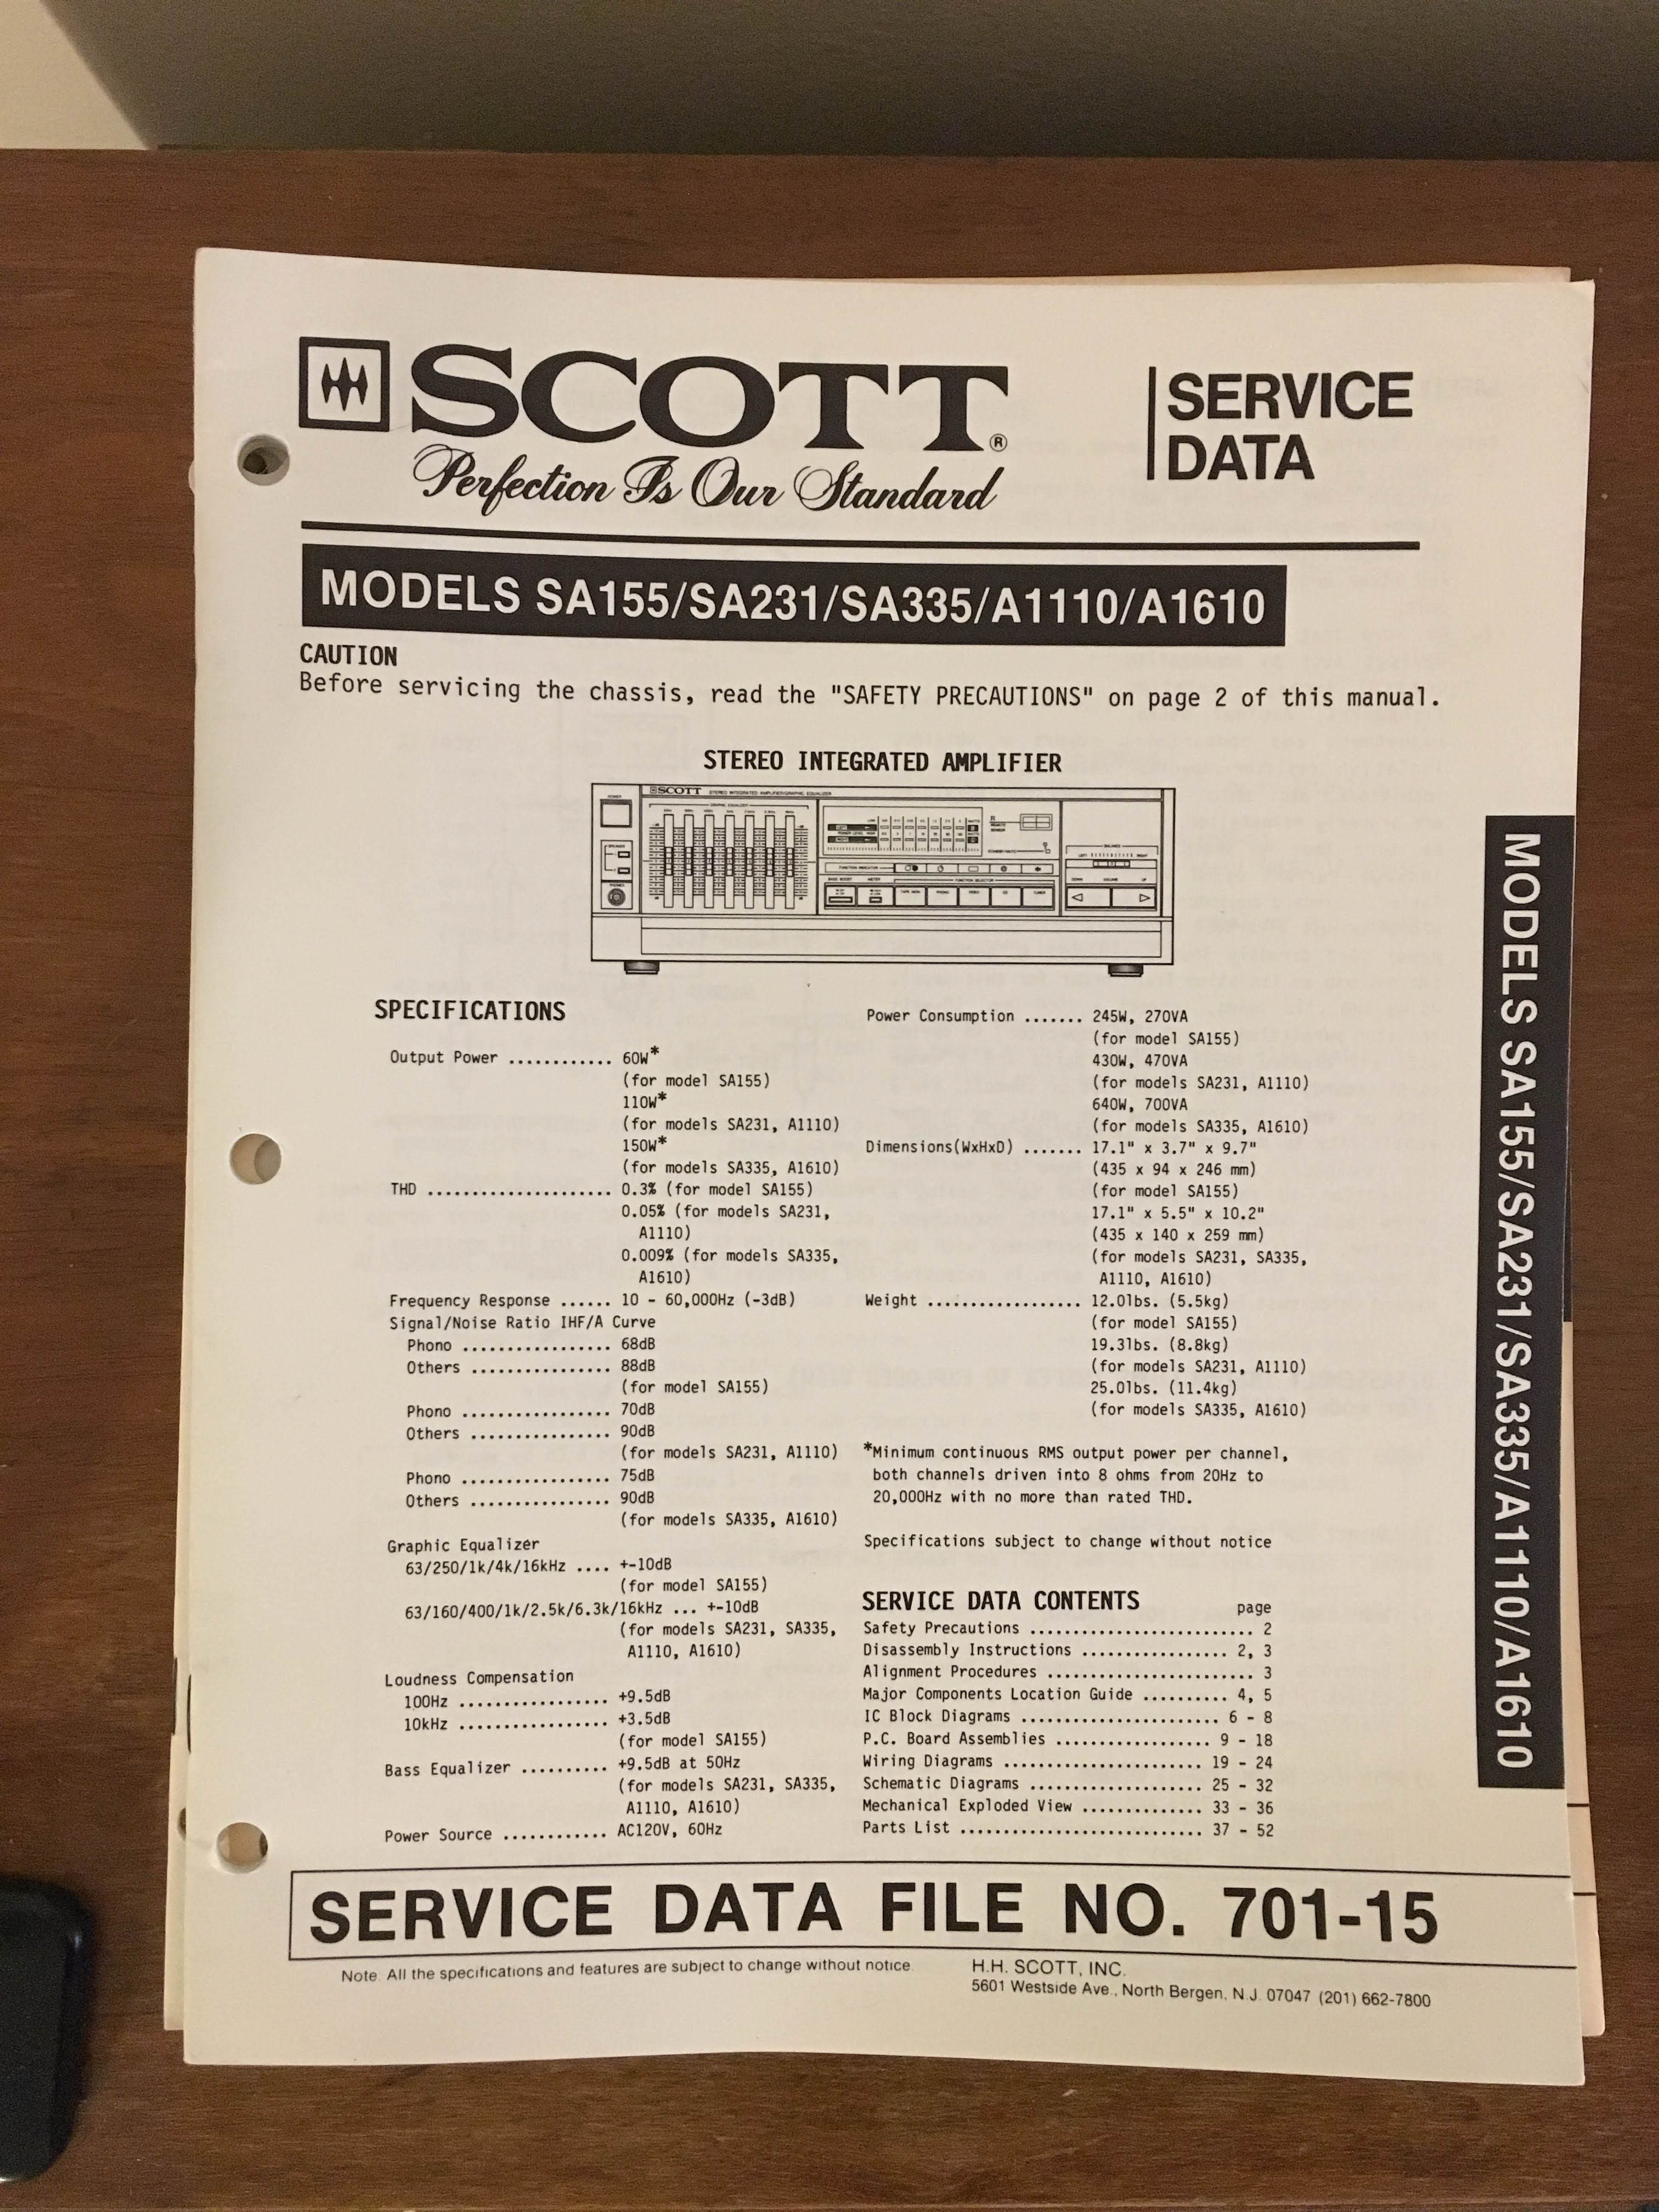 SCOTT®
Perfection Is Our Standard
SERVICE
DATA
MODELS SA155/SA231/SA335/A1110/A1610
CAUTION
Before servicing the chassis, read the "SAFETY PRECAUTIONS" on page 2 of this manual.
STEREO INTEGRATED AMPLIFIER
SCOTT STEREO INTEGRATED AMPLIFIER/GRAPHIC EQUALIZER
SPECIFICATIONS
Output Power ............ 60W*
(for model SA155)
110W*
(for models SA231, A1110)
150W*
(for models SA335, A1610)
THD ..................... 0.3% (for model SA155)
0.05% (for models SA231,
A1110)
0.009% (for models SA335,
A1610)
Frequency Response ...... 10 - 60,000Hz (-3dB)
Signal/Noise Ratio IHF/A Curve
Phono ................. 68dB
Others ................ 88dB
(for model SA155)
Phono ................. 70dB
Others ................ 90dB
(for models SA231, A1110)
Phono ................. 75dB
Others ................ 90dB
(for models SA335, A1610)
Graphic Equalizer
63/250/1k/4k/16kHz .... +-10dB
(for model SA155)
63/160/400/1k/2.5k/6.3k/16kHz ... +-10dB
(for models SA231, SA335,
A1110, A1610)
Loudness Compensation
100Hz ................. +9.5dB
10kHz ................. +3.5dB
(for model SA155)
Bass Equalizer .......... +9.5dB at 50Hz
(for models SA231, SA335,
A1110, A1610)
Power Source ............ AC120V, 60Hz
Power Consumption ....... 245W, 270VA
(for model SA155)
430W, 470VA
(for models SA231, A1110)
640W, 700VA
(for models SA335, A1610)
Dimensions(WxHxD) ....... 17.1" x 3.7" x 9.7"
(435 x 94 x 246 mm)
(for model SA155)
17.1" x 5.5" x 10.2"
(435 x 140 x 259 mm)
(for models SA231, SA335,
A1110, A1610)
Weight .................. 12.0lbs. (5.5kg)
(for model SA155)
19.3lbs. (8.8kg)
(for models SA231, A1110)
25.0lbs. (11.4kg)
(for models SA335, A1610)
*Minimum continuous RMS output power per channel,
both channels driven into 8 ohms from 20Hz to
20,000Hz with no more than rated THD.
Specifications subject to change without notice
SERVICE DATA CONTENTS page
Safety Precautions .......................... 2
Disassembly Instructions ................. 2, 3
Alignment Procedures ........................ 3
Major Components Location Guide .......... 4, 5
IC Block Diagrams ....................... 6 - 8
P.C. Board Assemblies .................. 9 - 18
Wiring Diagrams ....................... 19 - 24
Schematic Diagrams .................... 25 - 32
Mechanical Exploded View .............. 33 - 36
Parts List ............................ 37 - 52
MODELS SA155/SA231/SA335/A1110/A1610
SERVICE DATA FILE NO. 701-15
Note: All the specifications and features are subject to change without notice.
H.H. SCOTT, INC.
5601 Westside Ave., North Bergen, N.J. 07047 (201) 662-7800